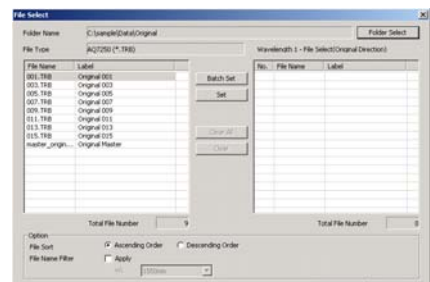 File Select
Folder Name C:\sample\Data\Original Folder Select
File Type AQ7250 (*.TRB) Wavelength 1 - File Select(Original Direction)
File Name Label No. File Name Label
001.TRB Original 001 Batch Set
003.TRB Original 003
005.TRB Original 005 Set
007.TRB Original 007
009.TRB Original 009
011.TRB Original 011
013.TRB Original 013 Clear All
015.TRB Original 015
master_origin... Original Master Clear
Total File Number 9 Total File Number 0
Option
File Sort Ascending Order Descending Order
File Name Filter Apply
1550nm